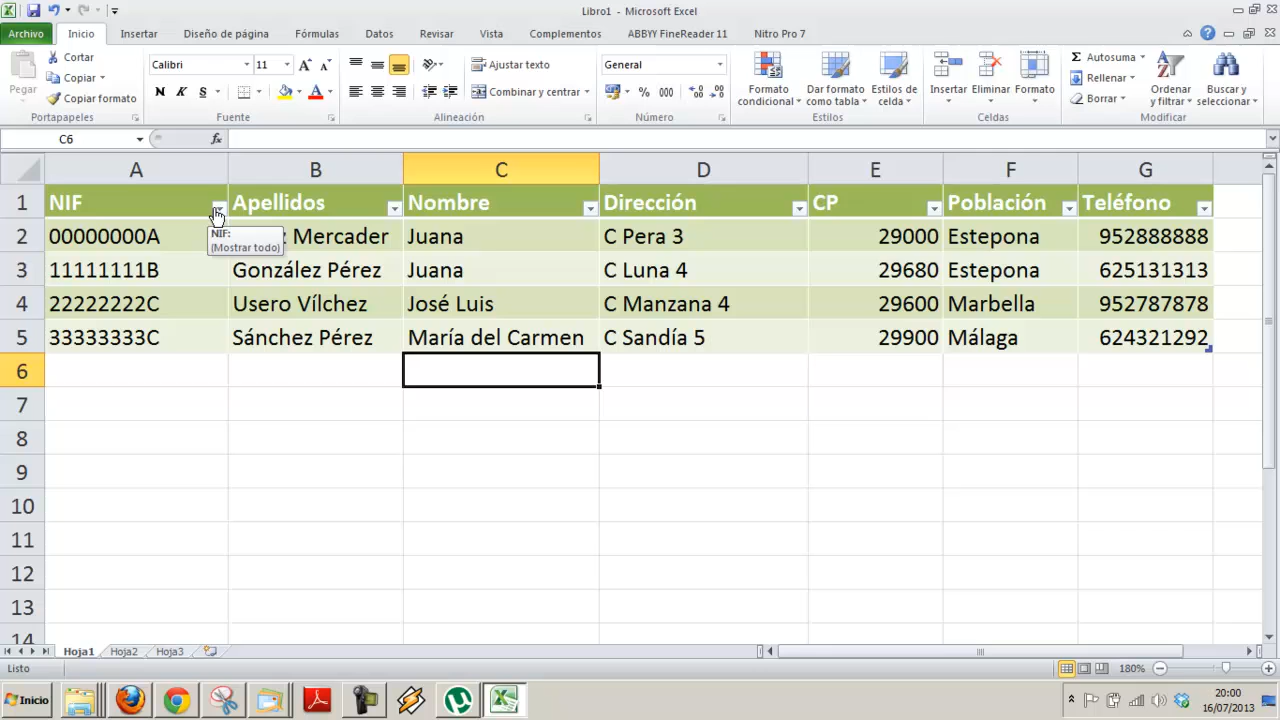 Libro1 - Microsoft Excel
Archivo Inicio Insertar Diseño de página Fórmulas Datos Revisar Vista Complementos ABBYY FineReader 11 Nitro Pro 7
Pegar
Cortar
Copiar
Copiar formato
Portapapeles
Calibri 11
N K S
Fuente
Ajustar texto
Combinar y centrar
Alineación
General
% 000
Número
Formato condicional
Dar formato como tabla
Estilos de celda
Estilos
Insertar Eliminar Formato
Celdas
Autosuma
Rellenar
Borrar
Ordenar y filtrar
Buscar y seleccionar
Modificar
C6 fx
A B C D E F G
1 NIF Apellidos Nombre Dirección CP Población Teléfono
2 00000000A Mercader Juana C Pera 3 29000 Estepona 952888888
NIF:
(Mostrar todo)
3 11111111B González Pérez Juana C Luna 4 29680 Estepona 625131313
4 22222222C Usero Vílchez José Luis C Manzana 4 29600 Marbella 952787878
5 33333333C Sánchez Pérez María del Carmen C Sandía 5 29900 Málaga 624321292
6
7
8
9
10
11
12
13
14
Hoja1 Hoja2 Hoja3
Listo 180%
Inicio 20:00
16/07/2013